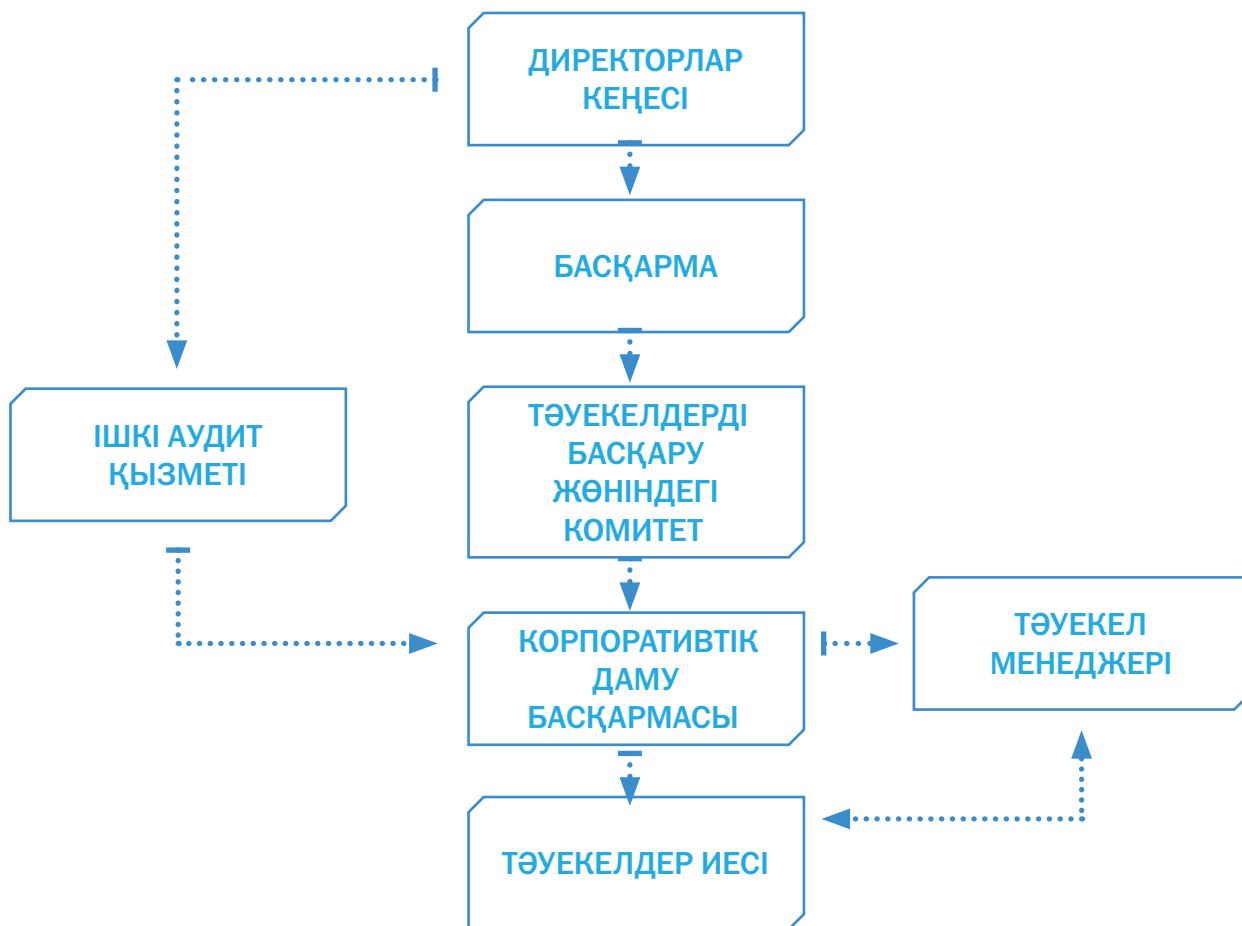 ДИРЕКТОРЛАР
КЕҢЕСІ
БАСҚАРМА
ІШКІ АУДИТ
ҚЫЗМЕТІ
ТӘУЕКЕЛДЕРДІ
БАСҚАРУ
ЖӨНІНДЕГІ
КОМИТЕТ
КОРПОРАТИВТІК
ДАМУ
БАСҚАРМАСЫ
ТӘУЕКЕЛ
МЕНЕДЖЕРІ
ТӘУЕКЕЛДЕР ИЕСІ